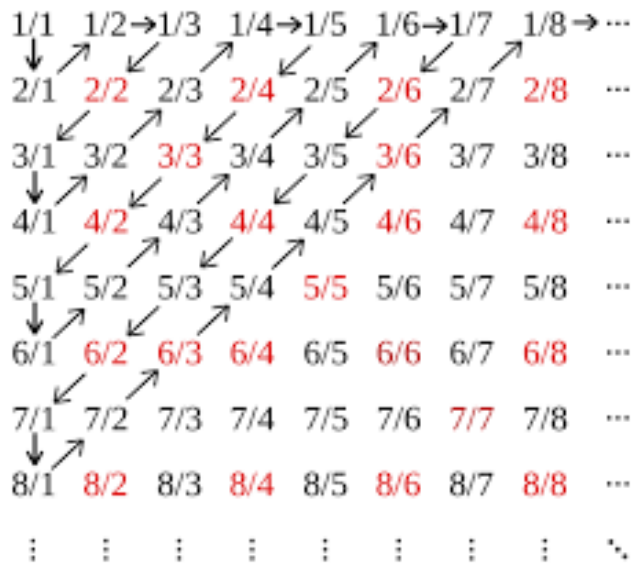 1/1 1/2 → 1/3 1/4 → 1/5 1/6 → 1/7 1/8 → ...
2/1 2/2 2/3 2/4 2/5 2/6 2/7 2/8 ...
3/1 3/2 3/3 3/4 3/5 3/6 3/7 3/8 ...
4/1 4/2 4/3 4/4 4/5 4/6 4/7 4/8 ...
5/1 5/2 5/3 5/4 5/5 5/6 5/7 5/8 ...
6/1 6/2 6/3 6/4 6/5 6/6 6/7 6/8 ...
7/1 7/2 7/3 7/4 7/5 7/6 7/7 7/8 ...
8/1 8/2 8/3 8/4 8/5 8/6 8/7 8/8 ...
⋮ ⋮ ⋮ ⋮ ⋮ ⋮ ⋮ ⋮ ⋱